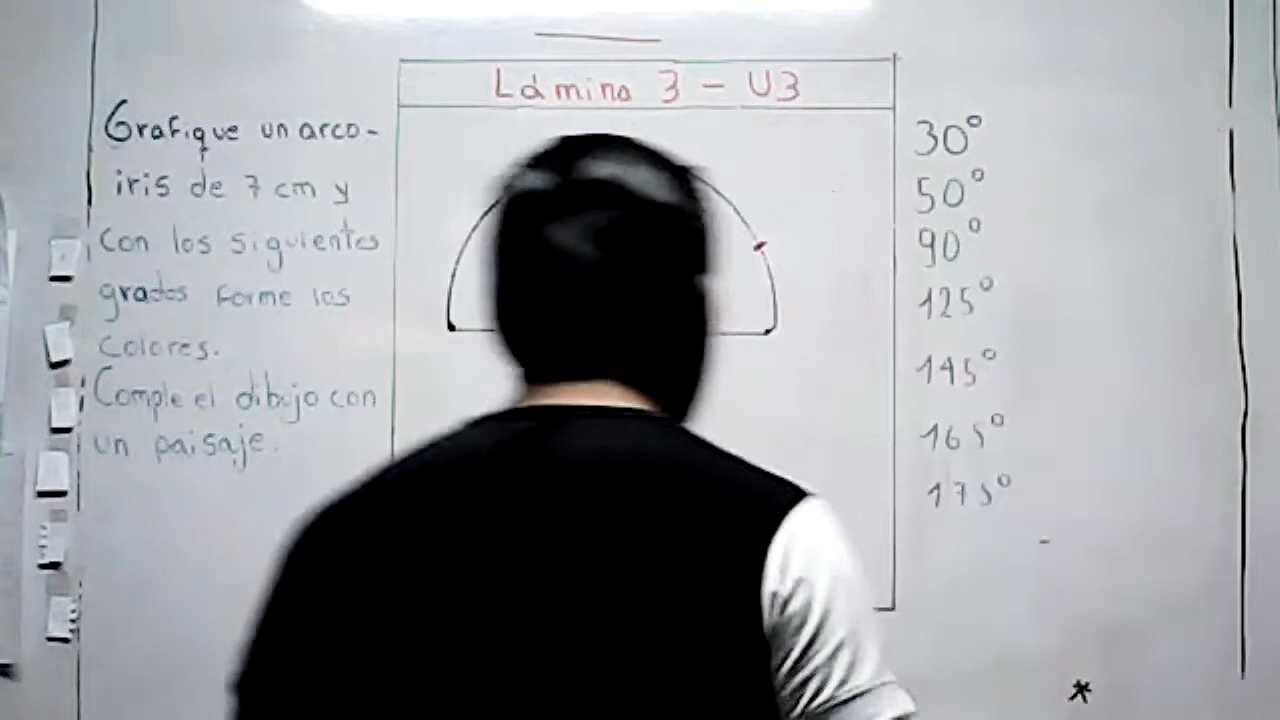 Lámina 3 - U3
Grafique un arco-
iris de 7 cm y
con los siguientes
grados forme los
colores.
Comple el dibujo con
un paisaje.
30°
50°
90°
125°
145°
165°
175°
*